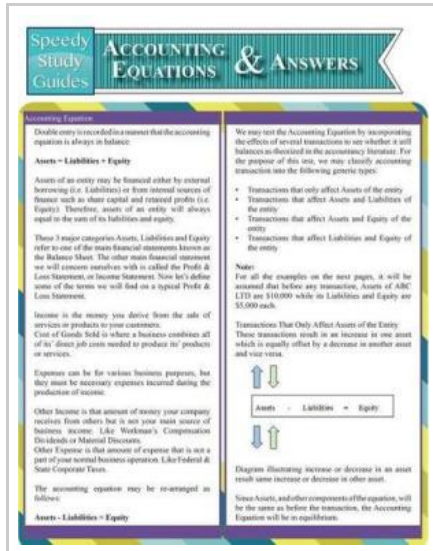 Speedy
Study
Guides
ACCOUNTING
EQUATIONS
& ANSWERS
Accounting Equation
Double entry is recorded in a manner that the accounting
equation is always in balance.
Assets = Liabilities + Equity
Assets of an entity may be financed either by external
borrowing (i.e. Liabilities) or from internal sources of
finance such as share capital and retained profits (i.e.
Equity). Therefore, assets of an entity will always
equal to the sum of its liabilities and equity.
These 3 major categories Assets, Liabilities and Equity
refer to one of the main financial statements known as
the Balance Sheet. The other main financial statement
we will concern ourselves with is called the Profit &
Loss Statement, or Income Statement. Now let's define
some of the terms we will find on a typical Profit &
Loss Statement.
Income is the money you derive from the sale of
services or products to your customers.
Cost of Goods Sold is where a business combines all
of its' direct job costs needed to produce its' products
or services.
Expenses can be for various business purposes, but
they must be necessary expenses incurred during the
production of income.
Other Income is that amount of money your company
receives from others but is not your main source of
business income. Like Workman's Compensation
Dividends or Material Discounts.
Other Expense is that amount of expense that is not a
part of your normal business operation. Like Federal &
State Corporate Taxes.
The accounting equation may be re-arranged as
follows:
Assets - Liabilities = Equity
We may test the Accounting Equation by incorporating
the effects of several transactions to see whether it still
balances as theorized in the accountancy literature. For
the purpose of this test, we may classify accounting
transaction into the following generic types:
• Transactions that only affect Assets of the entity
• Transactions that affect Assets and Liabilities of
the entity
• Transactions that affect Assets and Equity of the
entity
• Transactions that affect Liabilities and Equity of
the entity
Note:
For all the examples on the next pages, it will be
assumed that before any transaction, Assets of ABC
LTD are $10,000 while its Liabilities and Equity are
$5,000 each.
Transactions That Only Affect Assets of the Entity
These transactions result in an increase in one asset
which is equally offset by a decrease in another asset
and vice versa.
Assets - Liabilities = Equity
Diagram illustrating increase or decrease in an asset
result same increase or decrease in other asset.
Since Assets, and other components of the equation, will
be the same as before the transaction, the Accounting
Equation will be in equilibrium.